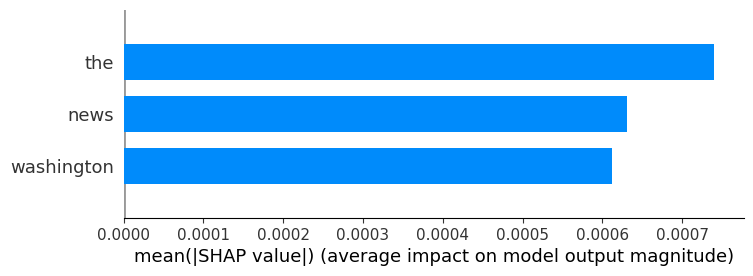 the
news
washington
0.0000 0.0001 0.0002 0.0003 0.0004 0.0005 0.0006 0.0007
mean(|SHAP value|) (average impact on model output magnitude)